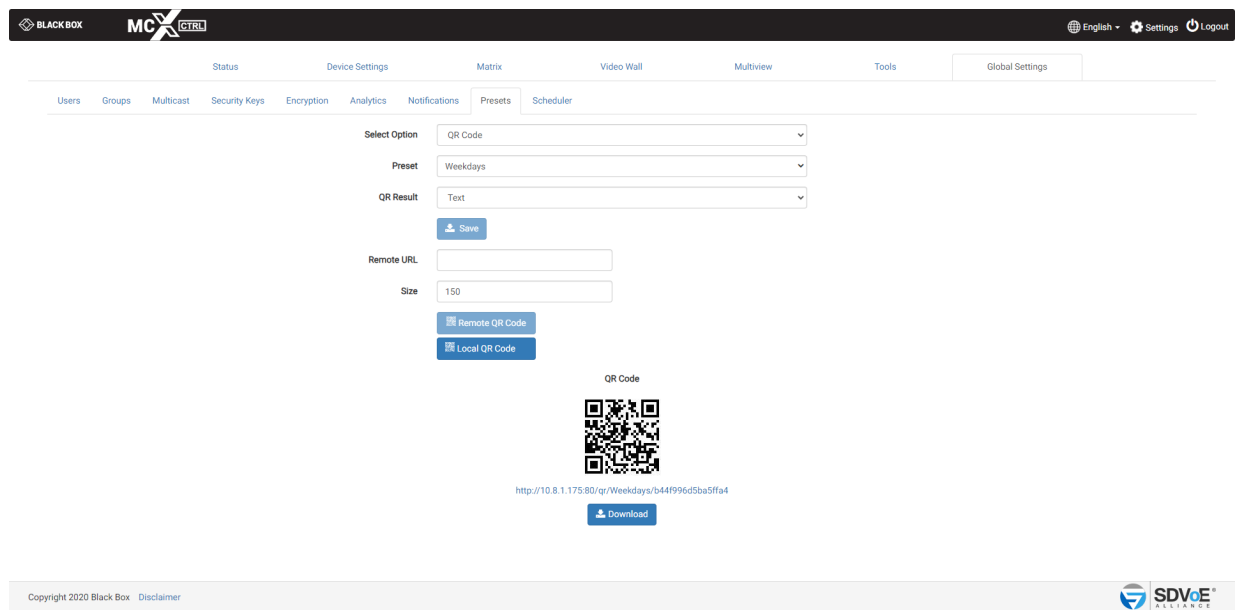 BLACK BOX MCX CTRL English Settings Logout
Status Device Settings Matrix Video Wall Multiview Tools Global Settings
Users Groups Multicast Security Keys Encryption Analytics Notifications Presets Scheduler
Select Option QR Code
Preset Weekdays
QR Result Text
Save
Remote URL
Size 150
Remote QR Code
Local QR Code
QR Code
http://10.8.1.175:80/qr/Weekdays/b44f996d5ba5ffa4
Download
Copyright 2020 Black Box Disclaimer SDVoE
ALLIANCE